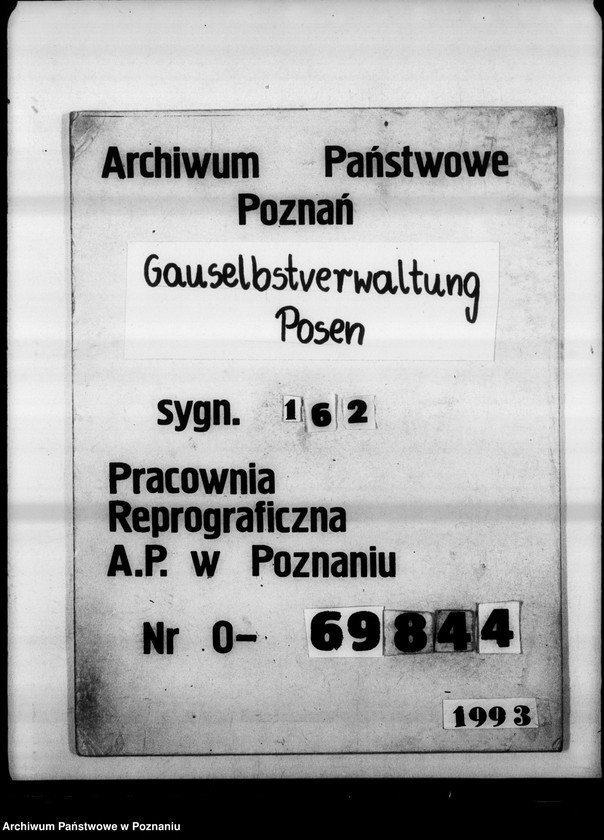 Archiwum Państwowe
Poznań
Gauselbstverwaltung
Posen
sygn. 162
Pracownia
Reprograficzna
A.P. w Poznaniu
Nr 0- 69844
1993
Archiwum Państwowe w Poznaniu